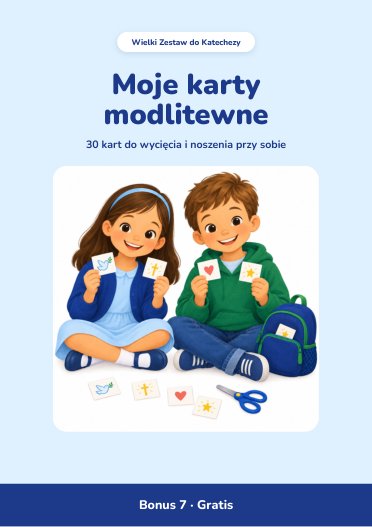 Wielki Zestaw do Katechezy
Moje karty
modlitewne
30 kart do wycięcia i noszenia przy sobie
Bonus 7 · Gratis